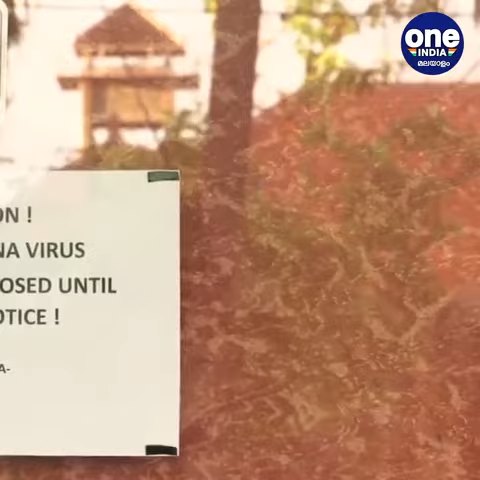 one
INDIA
മലയാളം
ON !
NA VIRUS
OSED UNTIL
OTICE !
A-